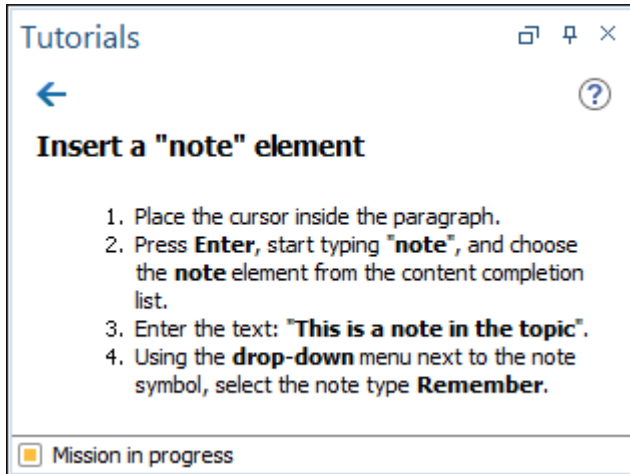 Tutorials
?
Insert a "note" element
1. Place the cursor inside the paragraph.
2. Press Enter, start typing "note", and choose
the note element from the content completion
list.
3. Enter the text: "This is a note in the topic".
4. Using the drop-down menu next to the note
symbol, select the note type Remember.
Mission in progress